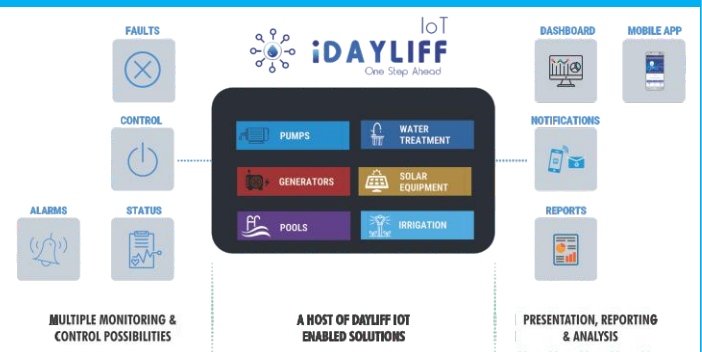 FAULTS
IoT
iDAYLIFF
One Step Ahead
DASHBOARD
MOBILE APP
CONTROL
PUMPS
WATER
TREATMENT
NOTIFICATIONS
GENERATORS
SOLAR
EQUIPMENT
ALARMS
STATUS
POOLS
IRRIGATION
REPORTS
MULTIPLE MONITORING &
CONTROL POSSIBILITIES
A HOST OF DAYLIFF IOT
ENABLED SOLUTIONS
PRESENTATION, REPORTING
& ANALYSIS